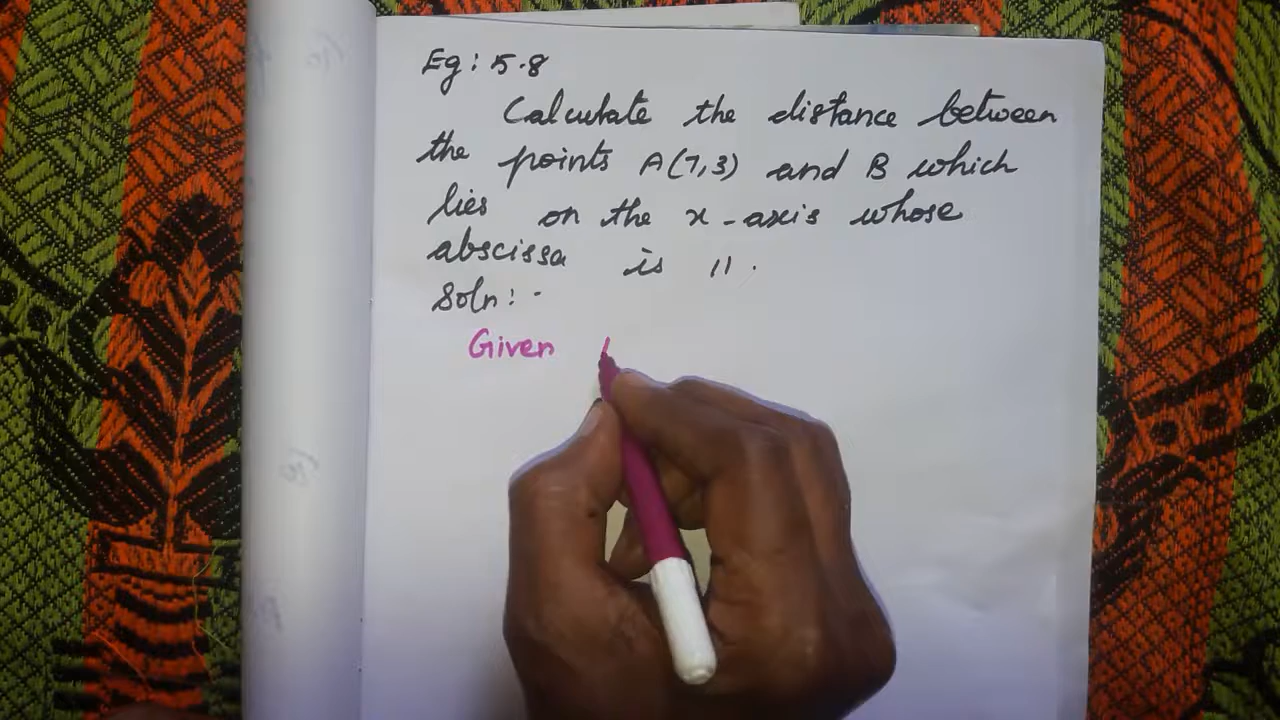 Eg: 5.8
Calculate the distance between
the points A(7,3) and B which
lies on the x-axis whose
abscissa is 11.
Soln:-
Given